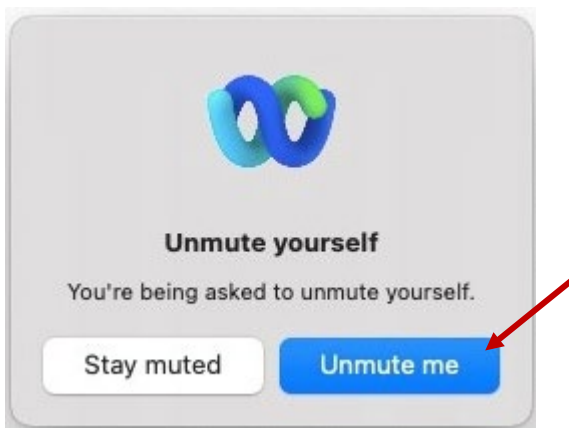 Unmute yourself
You're being asked to unmute yourself.
Stay muted
Unmute me